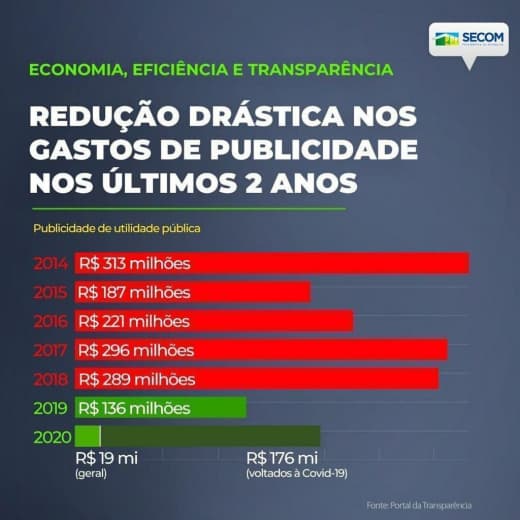 SECOM
ECONOMIA, EFICIÊNCIA E TRANSPARÊNCIA
REDUÇÃO DRÁSTICA NOS
GASTOS DE PUBLICIDADE
NOS ÚLTIMOS 2 ANOS
Publicidade de utilidade pública
2014 R$ 313 milhões
2015 R$ 187 milhões
2016 R$ 221 milhões
2017 R$ 296 milhões
2018 R$ 289 milhões
2019 R$ 136 milhões
2020
R$ 19 mi R$ 176 mi
(geral) (voltados à Covid-19)
Fonte: Portal da Transparência